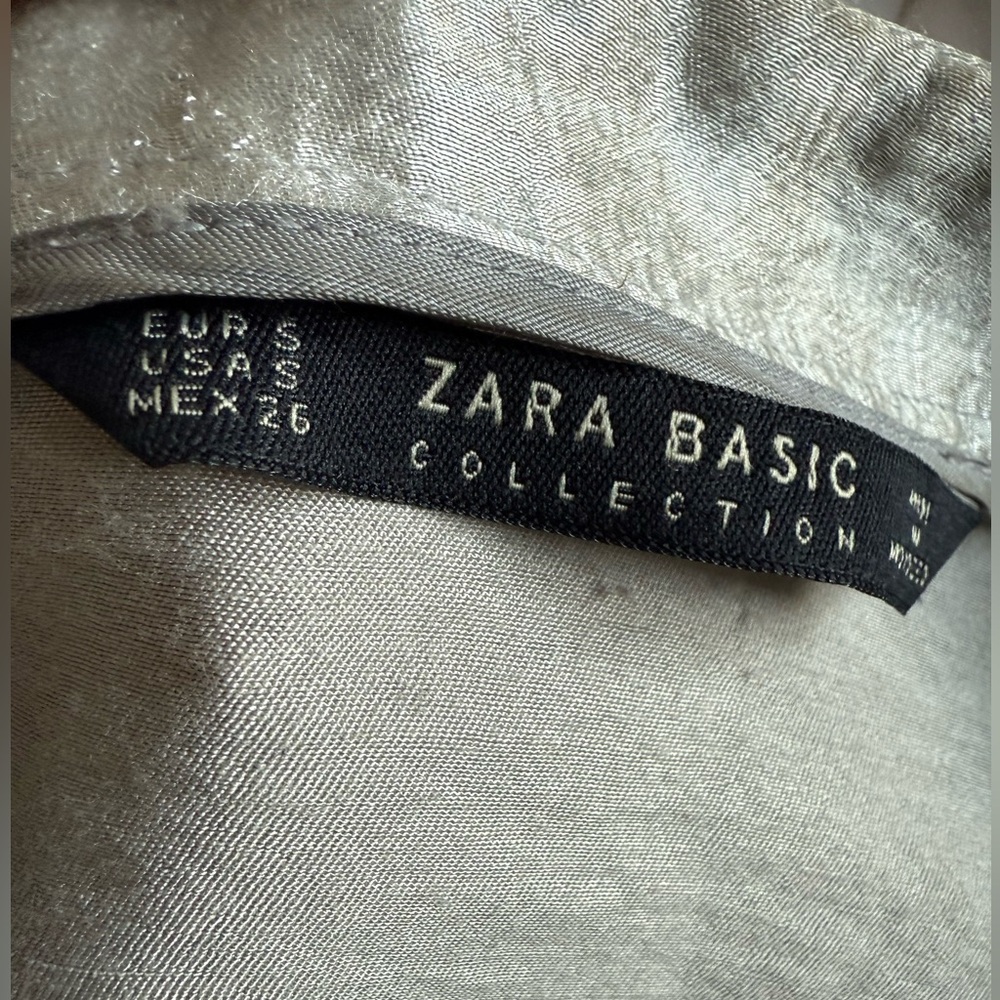 EUR S
USA S
MEX 26
ZARA BASIC
COLLECTION